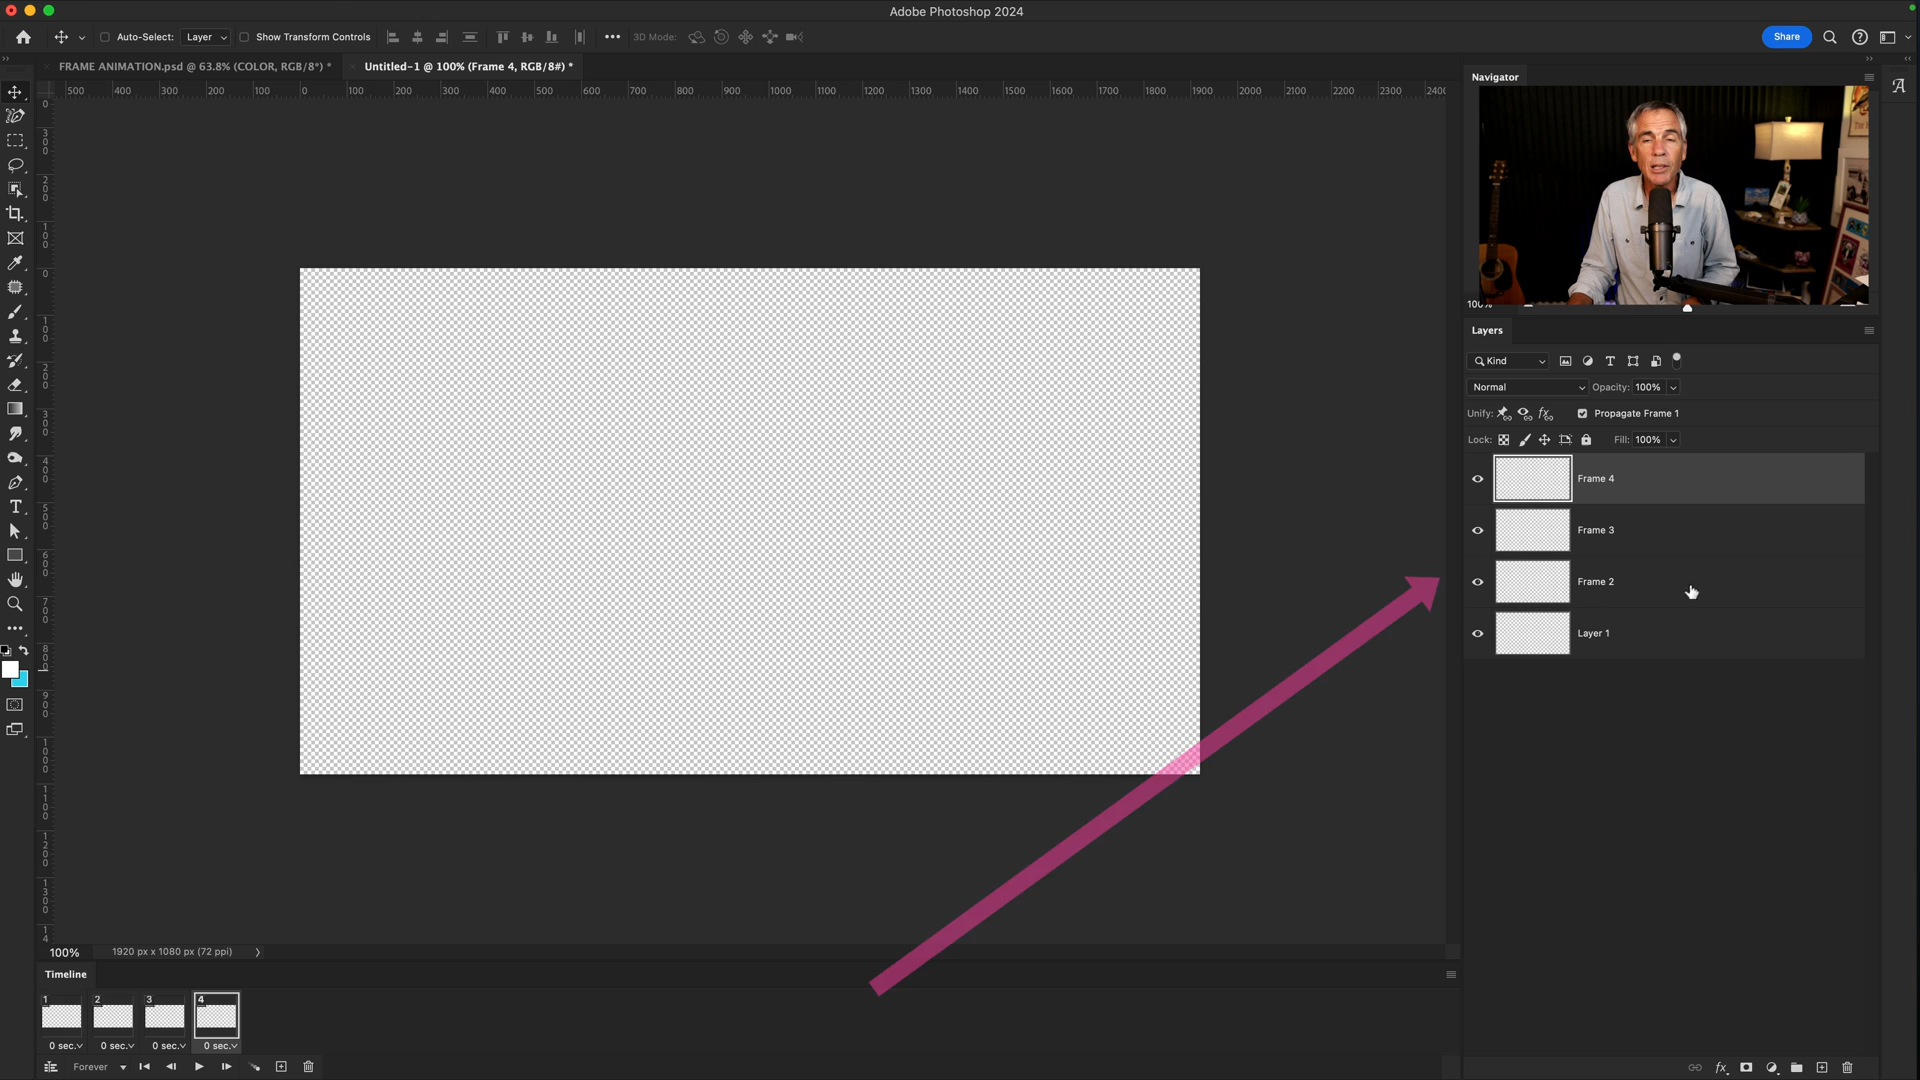 Adobe Photoshop 2024
Auto-Select: Layer Show Transform Controls 3D Mode: Share
FRAME ANIMATION.psd @ 63.8% (COLOR, RGB/8*) * Untitled-1 @ 100% (Frame 4, RGB/8#) *
500 400 300 200 100 0 100 200 300 400 500 600 700 800 900 1000 1100 1200 1300 1400 1500 1600 1700 1800 1900 2000 2100 2200 2300 2400
Navigator
100%
Layers
Kind
Normal Opacity: 100%
Unify: Propagate Frame 1
Lock: Fill: 100%
Frame 4
Frame 3
Frame 2
Layer 1
100% 1920 px x 1080 px (72 ppi)
Timeline
1 2 3 4
0 sec. 0 sec. 0 sec. 0 sec.
Forever